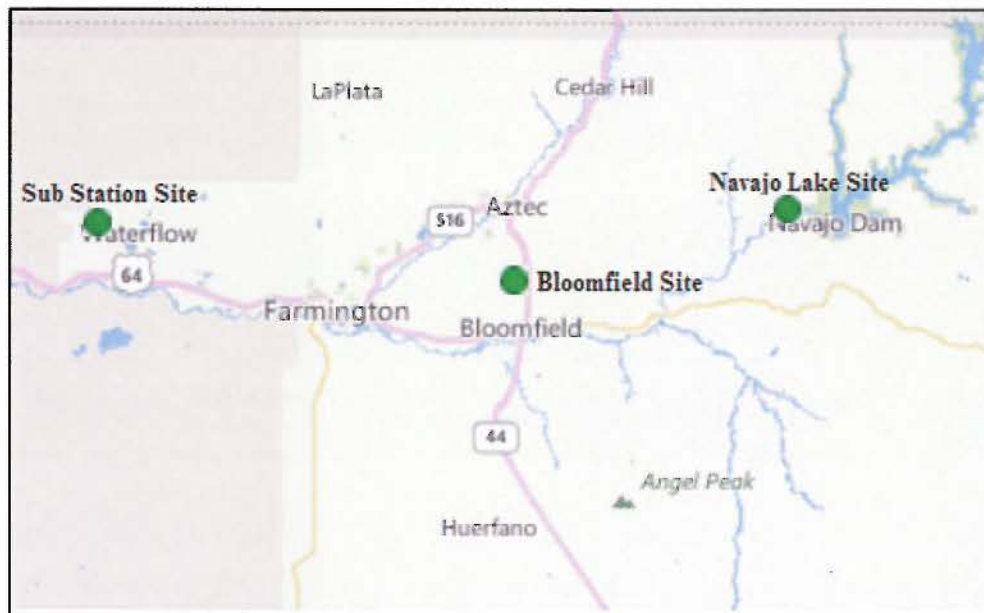 LaPlata
Cedar Hill
Sub Station Site
Navajo Lake Site
Waterflow
516
Aztec
Navajo Dam
64
Bloomfield Site
Farmington
Bloomfield
44
Angel Peak
Huerfano